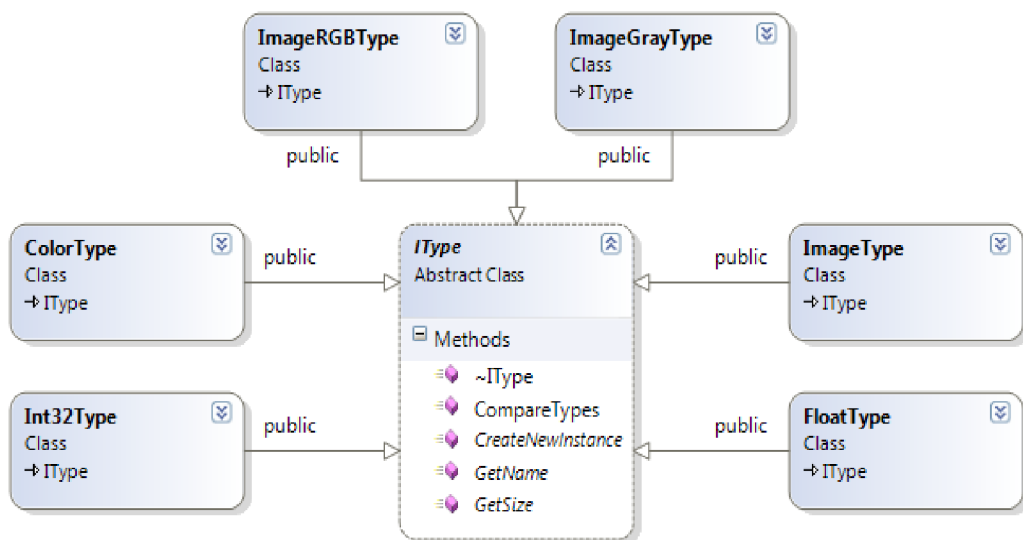 ImageRGBType
Class
IType
ImageGrayType
Class
IType
public
public
ColorType
Class
IType
public
IType
Abstract Class
Methods
~IType
CompareTypes
CreateNewInstance
GetName
GetSize
public
ImageType
Class
IType
Int32Type
Class
IType
public
public
FloatType
Class
IType